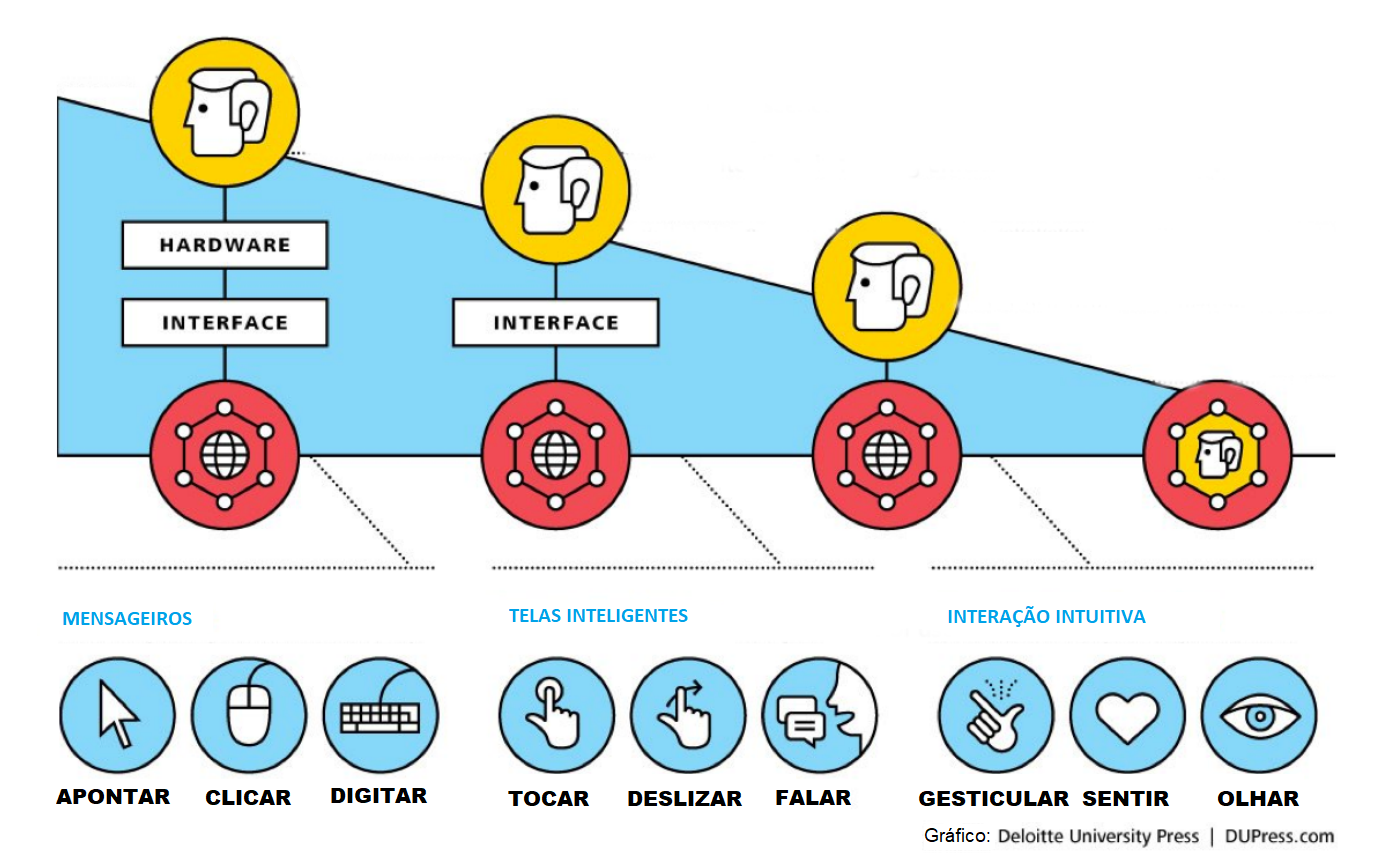 HARDWARE
INTERFACE
INTERFACE
MENSAGEIROS
TELAS INTELIGENTES
INTERAÇÃO INTUITIVA
APONTAR
CLICAR
DIGITAR
TOCAR
DESLIZAR
FALAR
GESTICULAR
SENTIR
OLHAR
Gráfico: Deloitte University Press | DUPress.com